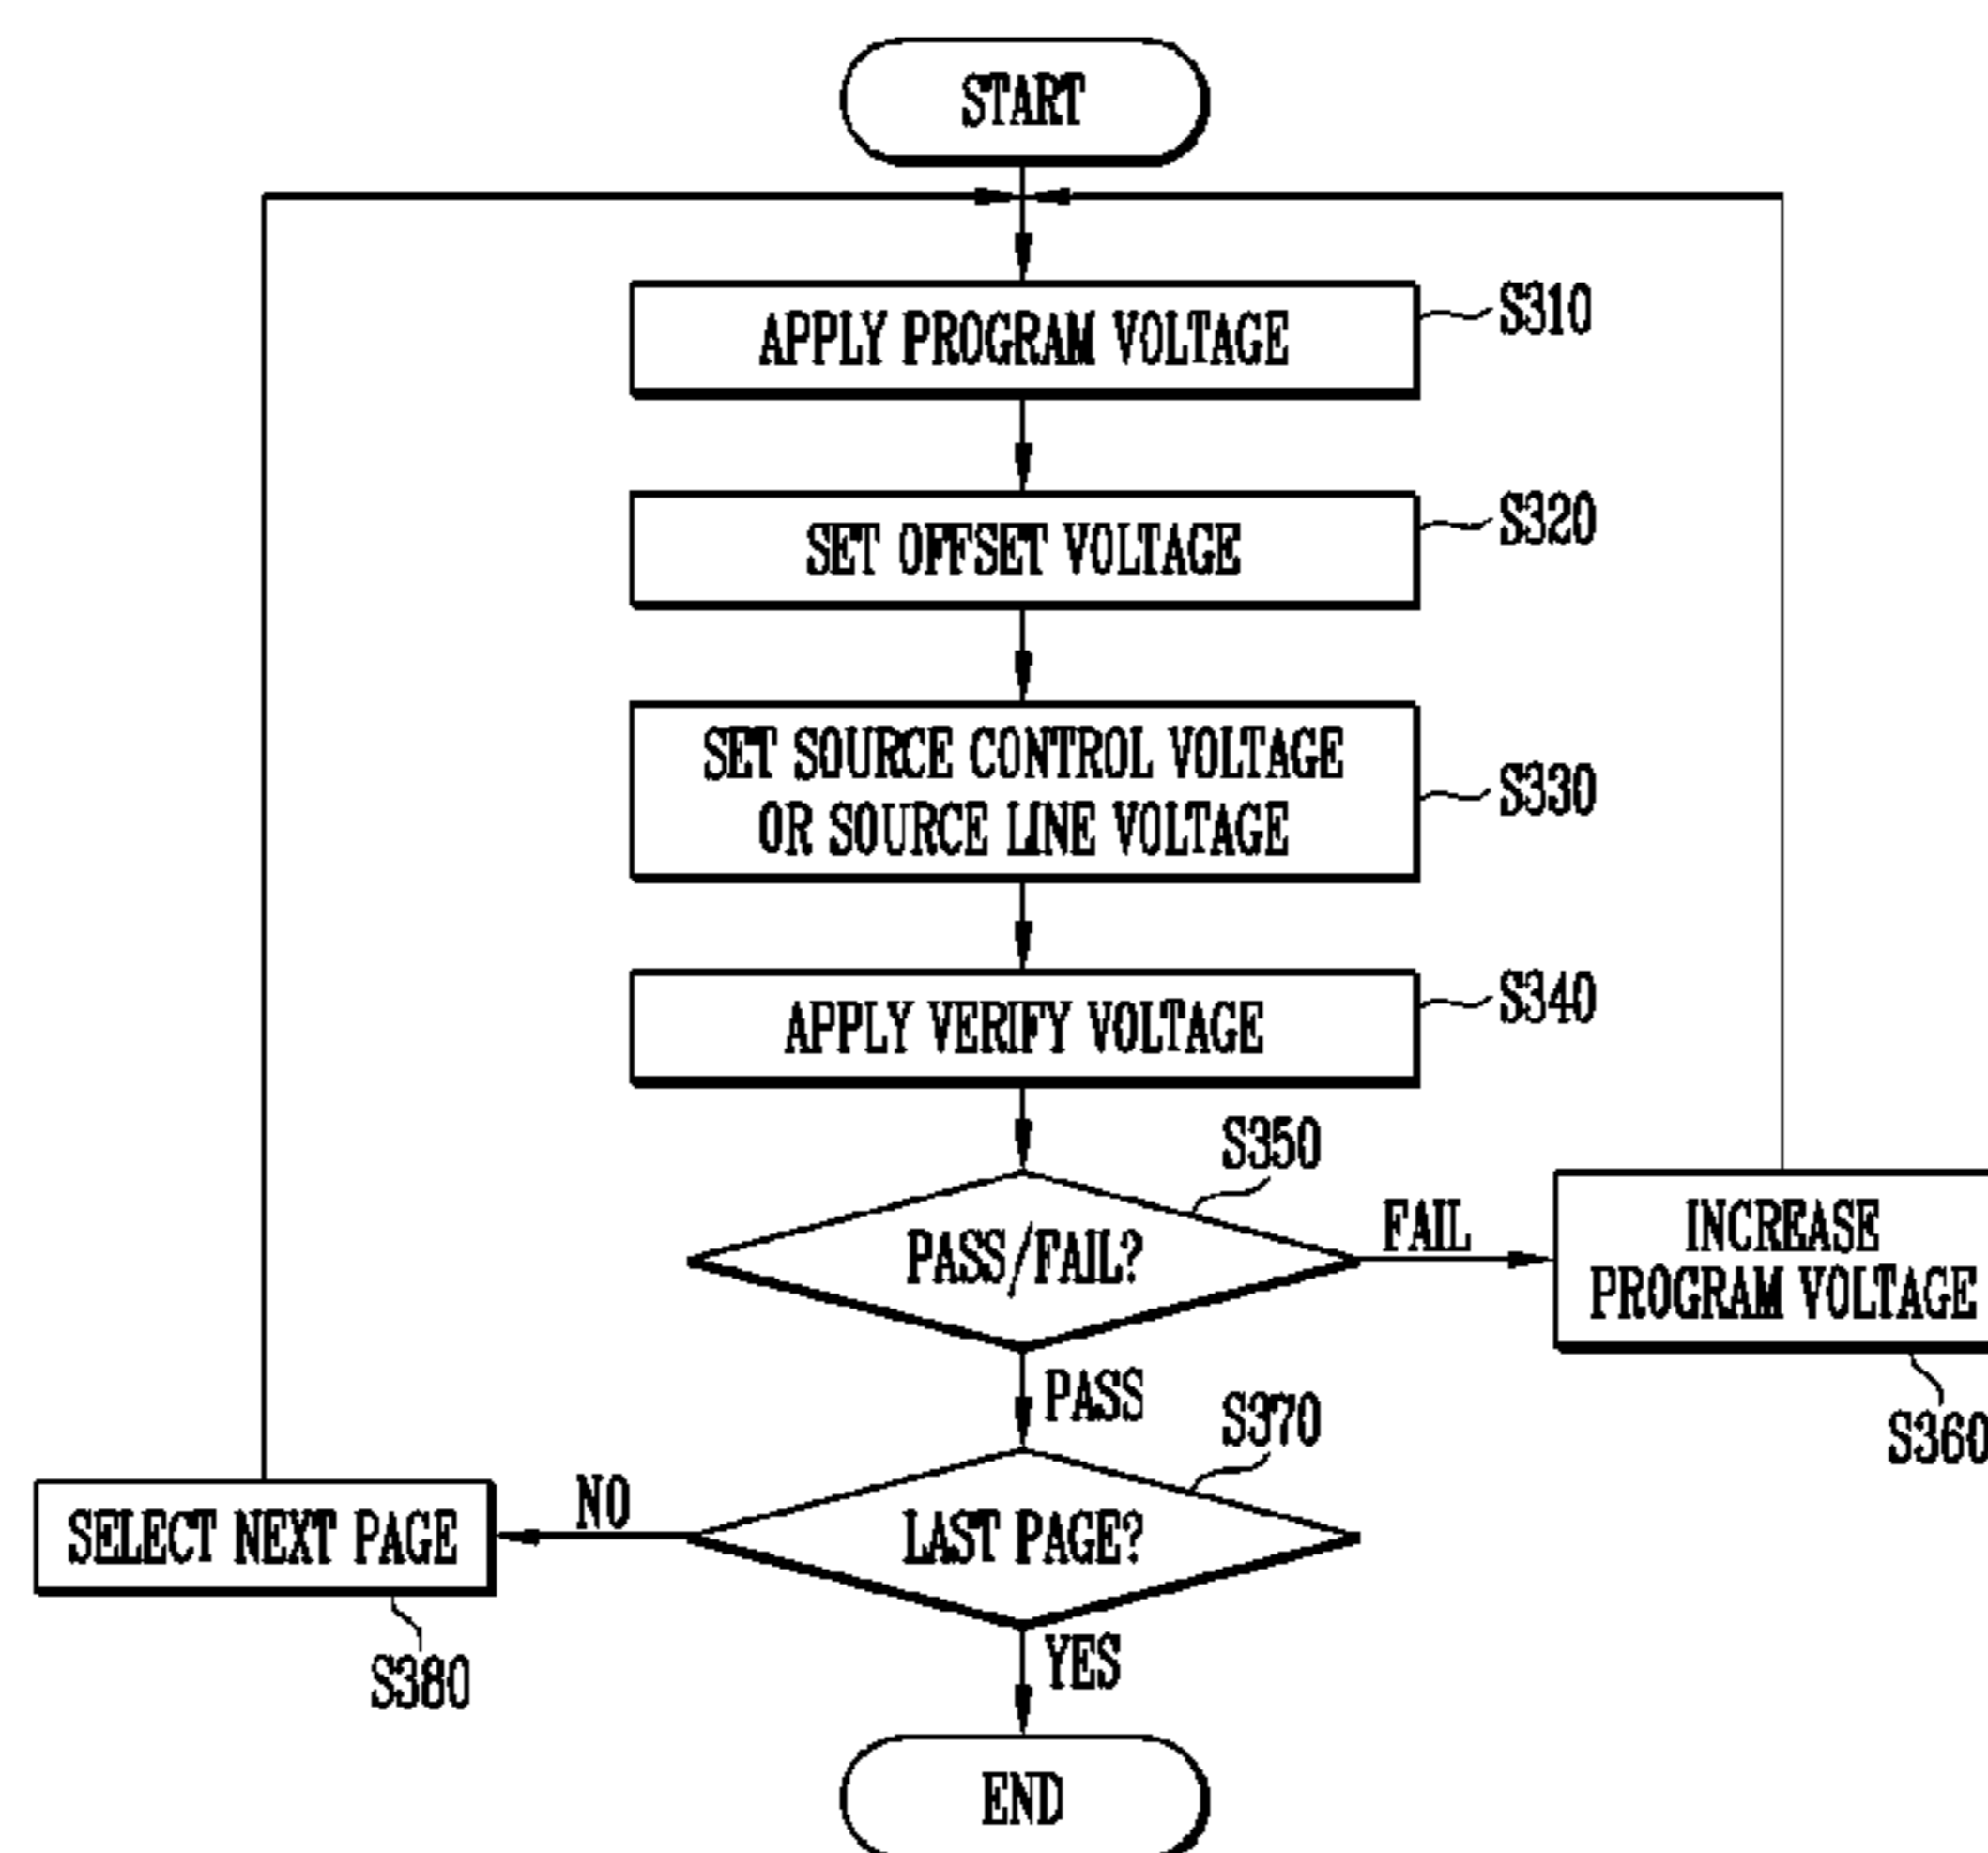 START
APPLY PROGRAM VOLTAGE
S310
SET OFFSET VOLTAGE
S320
SET SOURCE CONTROL VOLTAGE
OR SOURCE LINE VOLTAGE
S330
APPLY VERIFY VOLTAGE
S340
S350
PASS/FAIL?
FAIL
INCREASE
PROGRAM VOLTAGE
S360
PASS
S370
LAST PAGE?
NO
SELECT NEXT PAGE
S380
YES
END